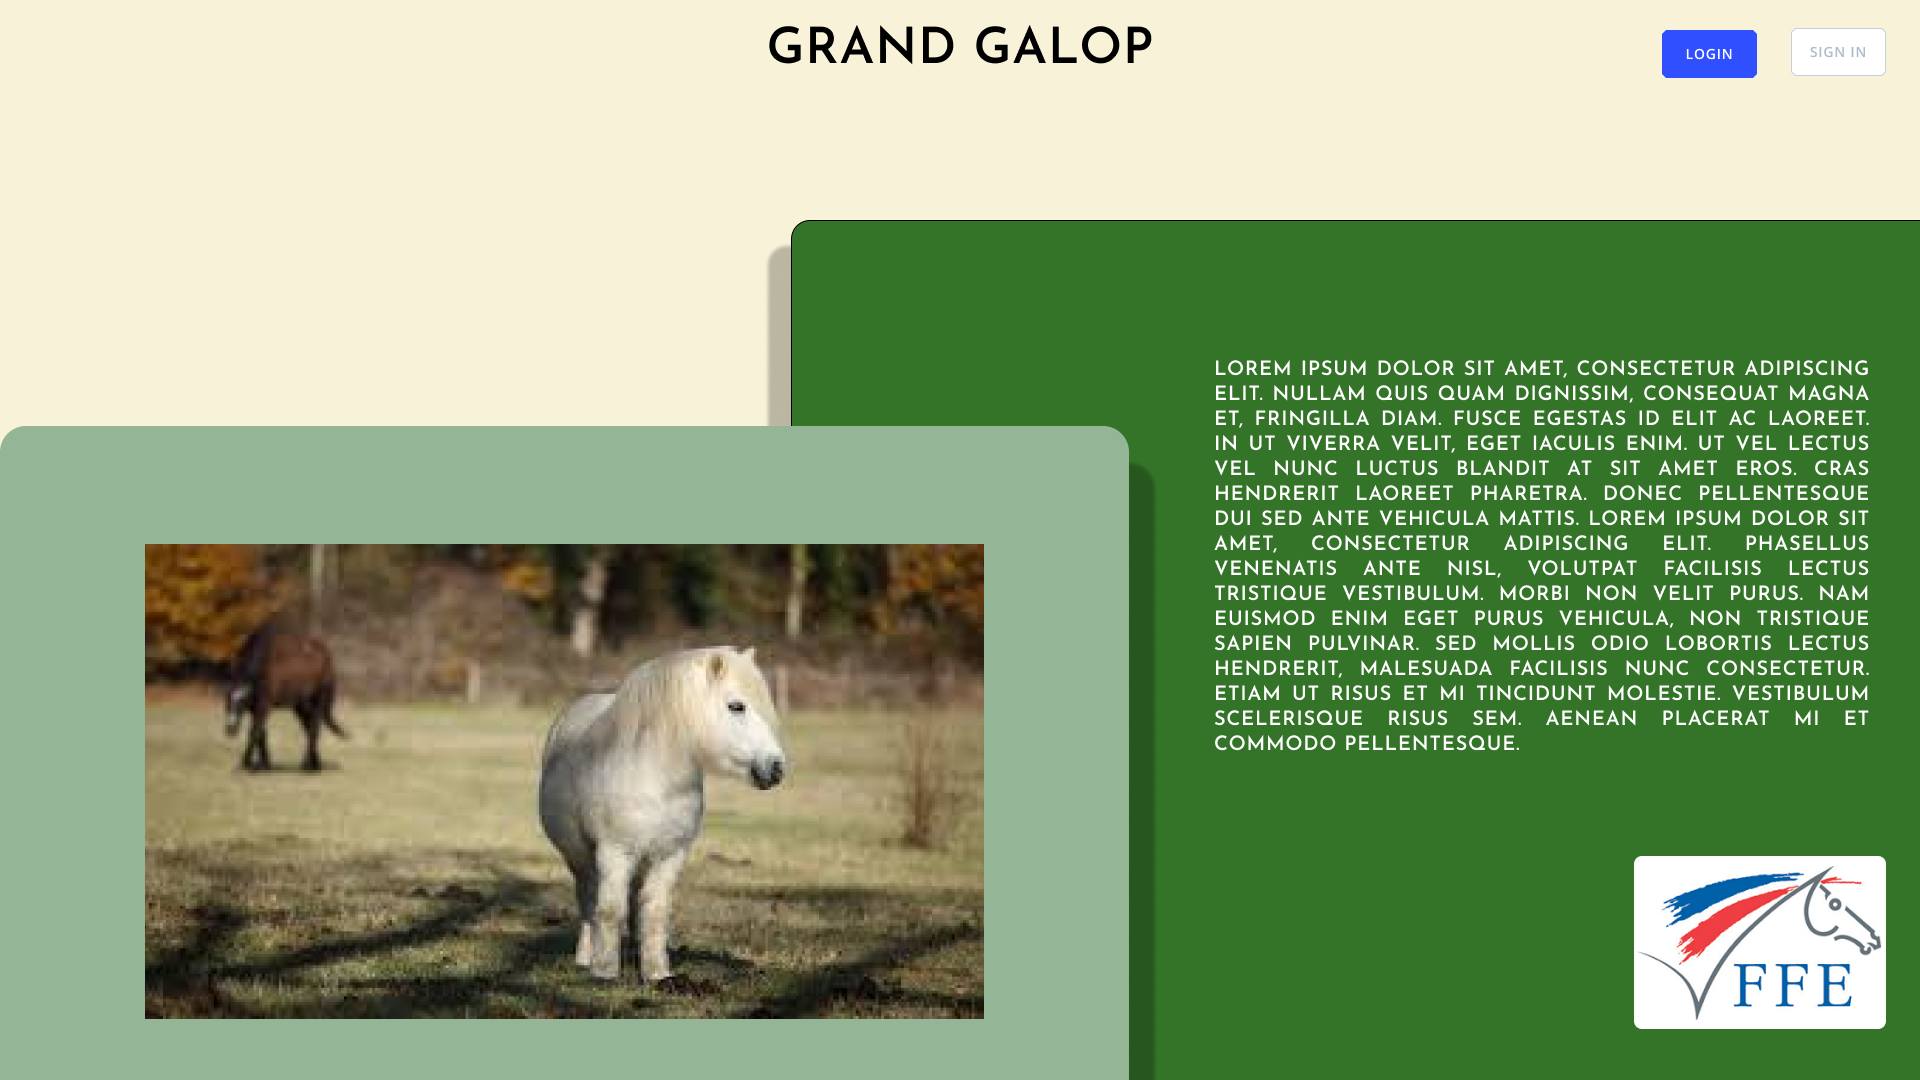 GRAND GALOP
LOGIN
SIGN IN
LOREM IPSUM DOLOR SIT AMET, CONSECTETUR ADIPISCING
ELIT. NULLAM QUIS QUAM DIGNISSIM, CONSEQUAT MAGNA
ET, FRINGILLA DIAM. FUSCE EGESTAS ID ELIT AC LAOREET.
IN UT VIVERRA VELIT, EGET IACULIS ENIM. UT VEL LECTUS
VEL NUNC LUCTUS BLANDIT AT SIT AMET EROS. CRAS
HENDRERIT LAOREET PHARETRA. DONEC PELLENTESQUE
DUI SED ANTE VEHICULA MATTIS. LOREM IPSUM DOLOR SIT
AMET, CONSECTETUR ADIPISCING ELIT. PHASELLUS
VENENATIS ANTE NISL, VOLUTPAT FACILISIS LECTUS
TRISTIQUE VESTIBULUM. MORBI NON VELIT PURUS. NAM
EUISMOD ENIM EGET PURUS VEHICULA, NON TRISTIQUE
SAPIEN PULVINAR. SED MOLLIS ODIO LOBORTIS LECTUS
HENDRERIT, MALESUADA FACILISIS NUNC CONSECTETUR.
ETIAM UT RISUS ET MI TINCIDUNT MOLESTIE. VESTIBULUM
SCELERISQUE RISUS SEM. AENEAN PLACERAT MI ET
COMMODO PELLENTESQUE.
FFE